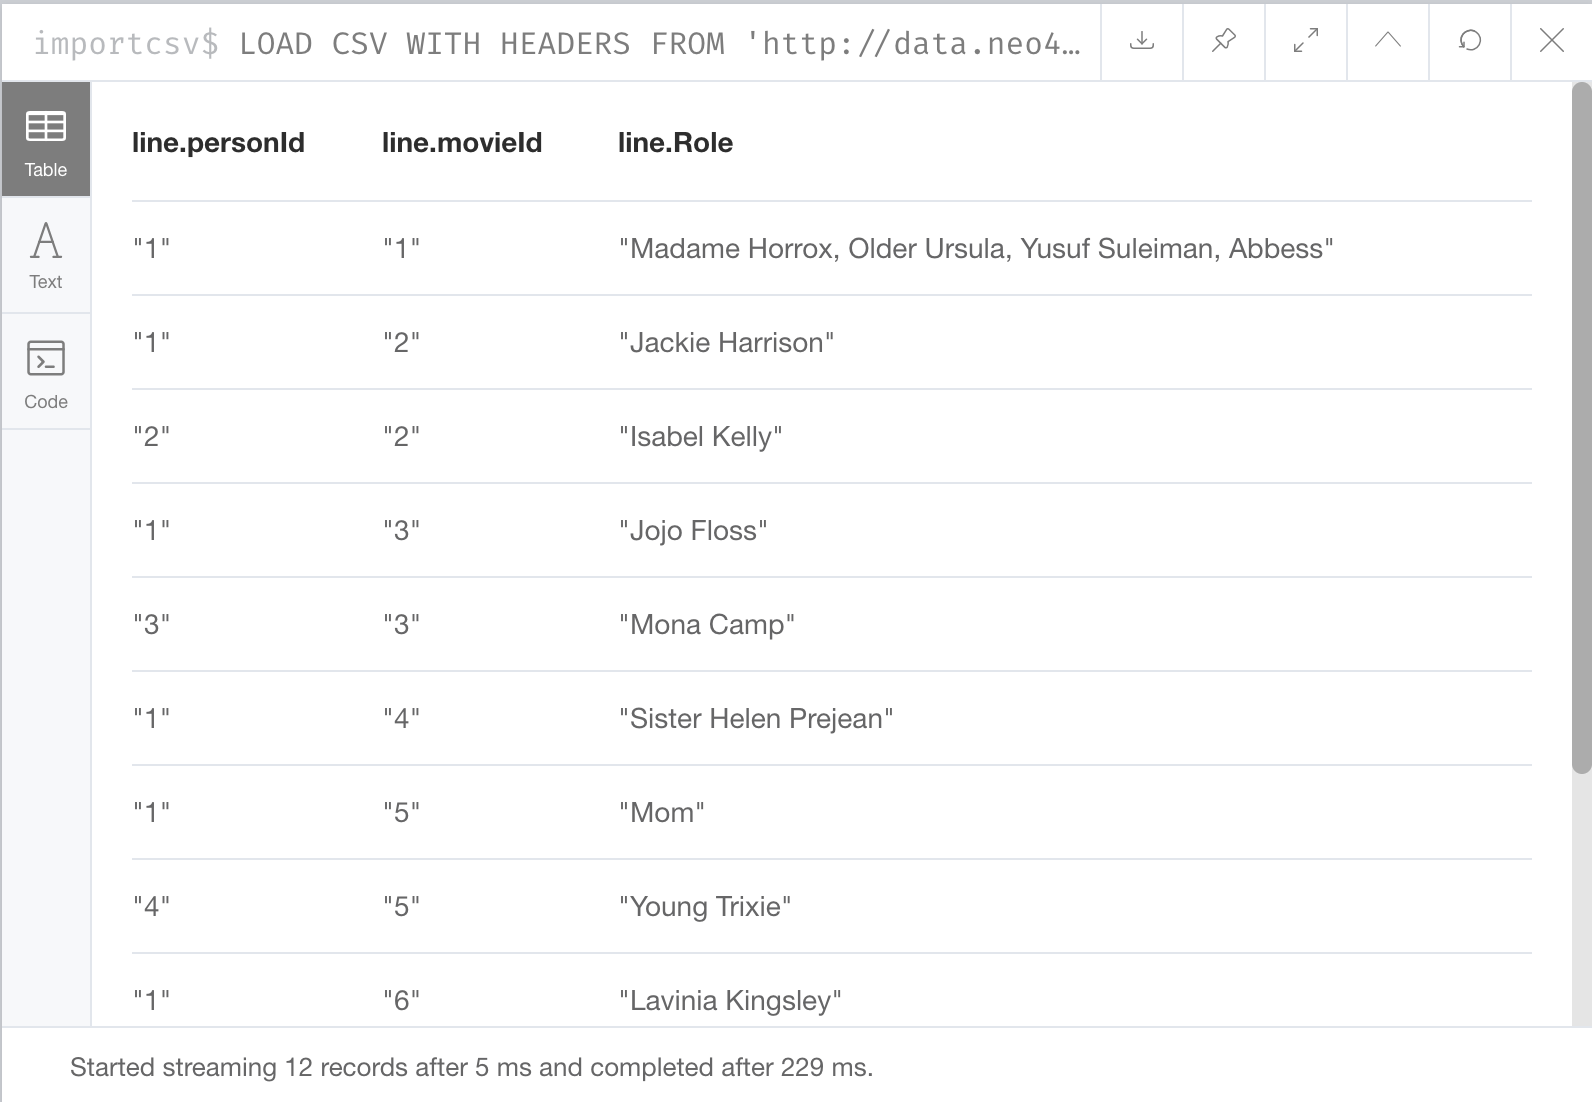 importcsv$ LOAD CSV WITH HEADERS FROM 'http://data.neo4…
Table
Text
Code
line.personId line.movieId line.Role
"1" "1" "Madame Horrox, Older Ursula, Yusuf Suleiman, Abbess"
"1" "2" "Jackie Harrison"
"2" "2" "Isabel Kelly"
"1" "3" "Jojo Floss"
"3" "3" "Mona Camp"
"1" "4" "Sister Helen Prejean"
"1" "5" "Mom"
"4" "5" "Young Trixie"
"1" "6" "Lavinia Kingsley"
Started streaming 12 records after 5 ms and completed after 229 ms.